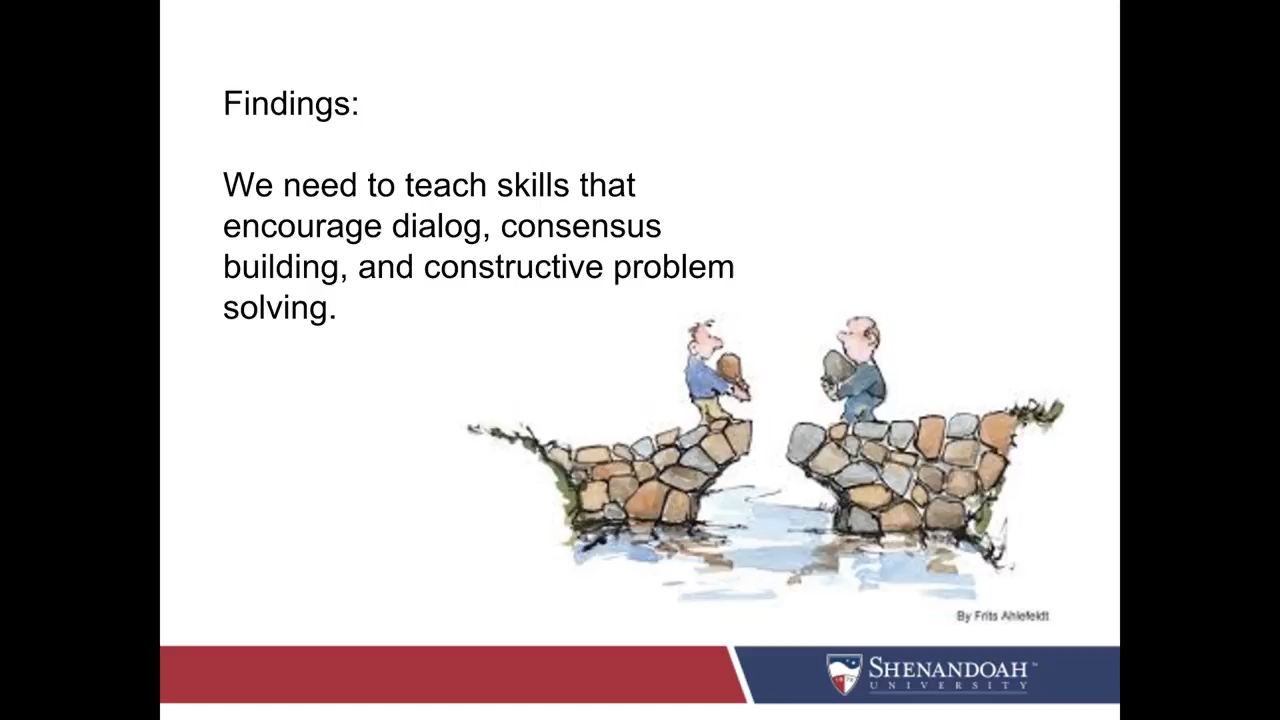 Findings:
We need to teach skills that
encourage dialog, consensus
building, and constructive problem
solving.
By Frits Ahlefeldt
SHENANDOAH
UNIVERSITY